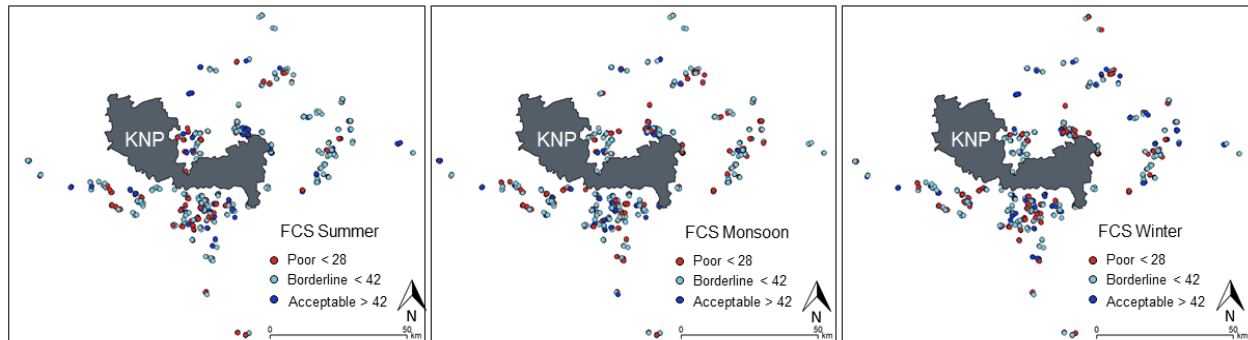 KNP
FCS Summer
Poor < 28
Borderline < 42
Acceptable > 42
N
0 50
km
KNP
FCS Monsoon
Poor < 28
Borderline < 42
Acceptable > 42
N
0 50
km
KNP
FCS Winter
Poor < 28
Borderline < 42
Acceptable > 42
N
0 50
km